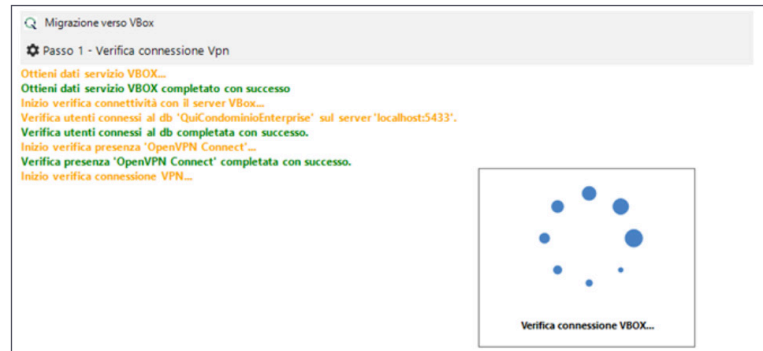 Migrazione verso VBox
Passo 1 - Verifica connessione Vpn
Ottieni dati servizio VBOX...
Ottieni dati servizio VBOX completato con successo
Inizio verifica connettività con il server VBox...
Verifica utenti connessi al db 'QuiCondominioEnterprise' sul server 'localhost:5433'.
Verifica utenti connessi al db completata con successo.
Inizio verifica presenza 'OpenVPN Connect'...
Verifica presenza 'OpenVPN Connect' completata con successo.
Inizio verifica connessione VPN...
Verifica connessione VBOX...